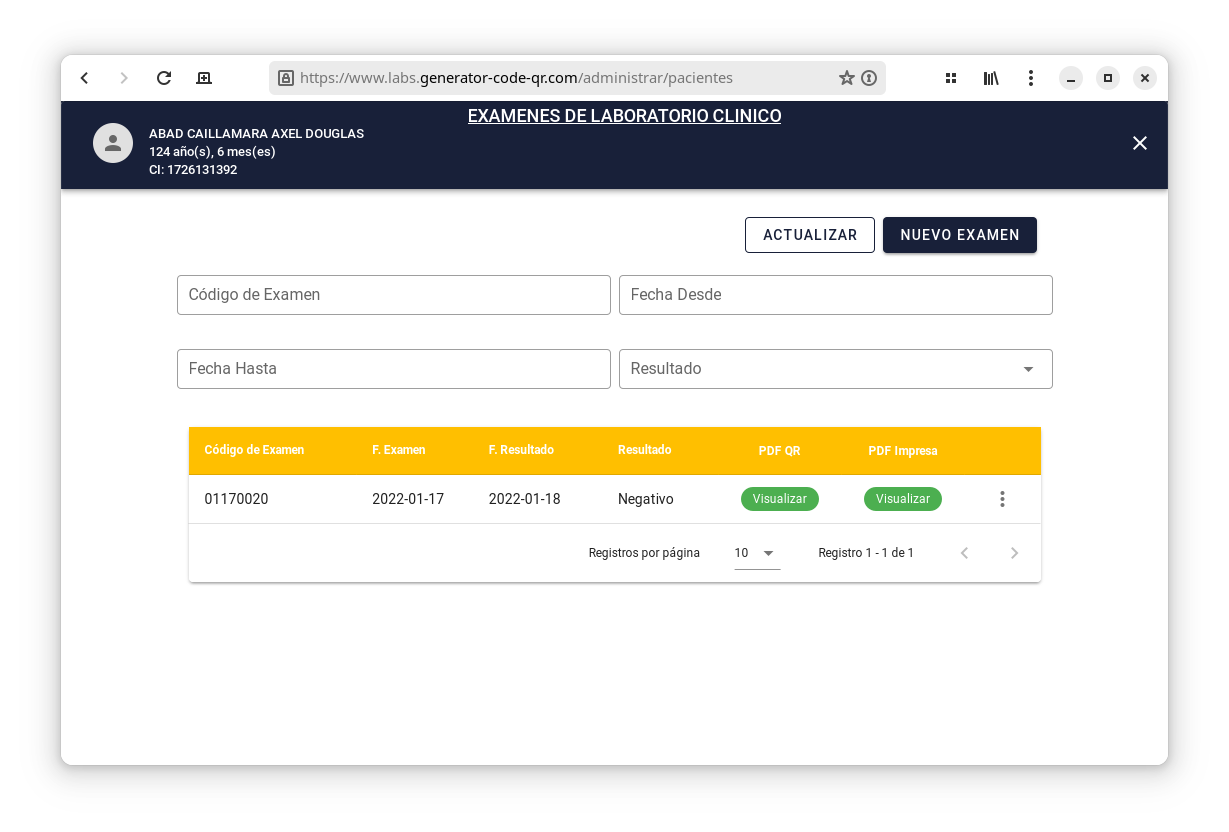 https://www.labs.generator-code-qr.com/administrar/pacientes
EXAMENES DE LABORATORIO CLINICO
ABAD CAILLAMARA AXEL DOUGLAS
124 año(s), 6 mes(es)
CI: 1726131392
ACTUALIZAR NUEVO EXAMEN
Código de Examen Fecha Desde
Fecha Hasta Resultado
Código de Examen F. Examen F. Resultado Resultado PDF QR PDF Impresa
01170020 2022-01-17 2022-01-18 Negativo Visualizar Visualizar
Registros por página 10 Registro 1 - 1 de 1